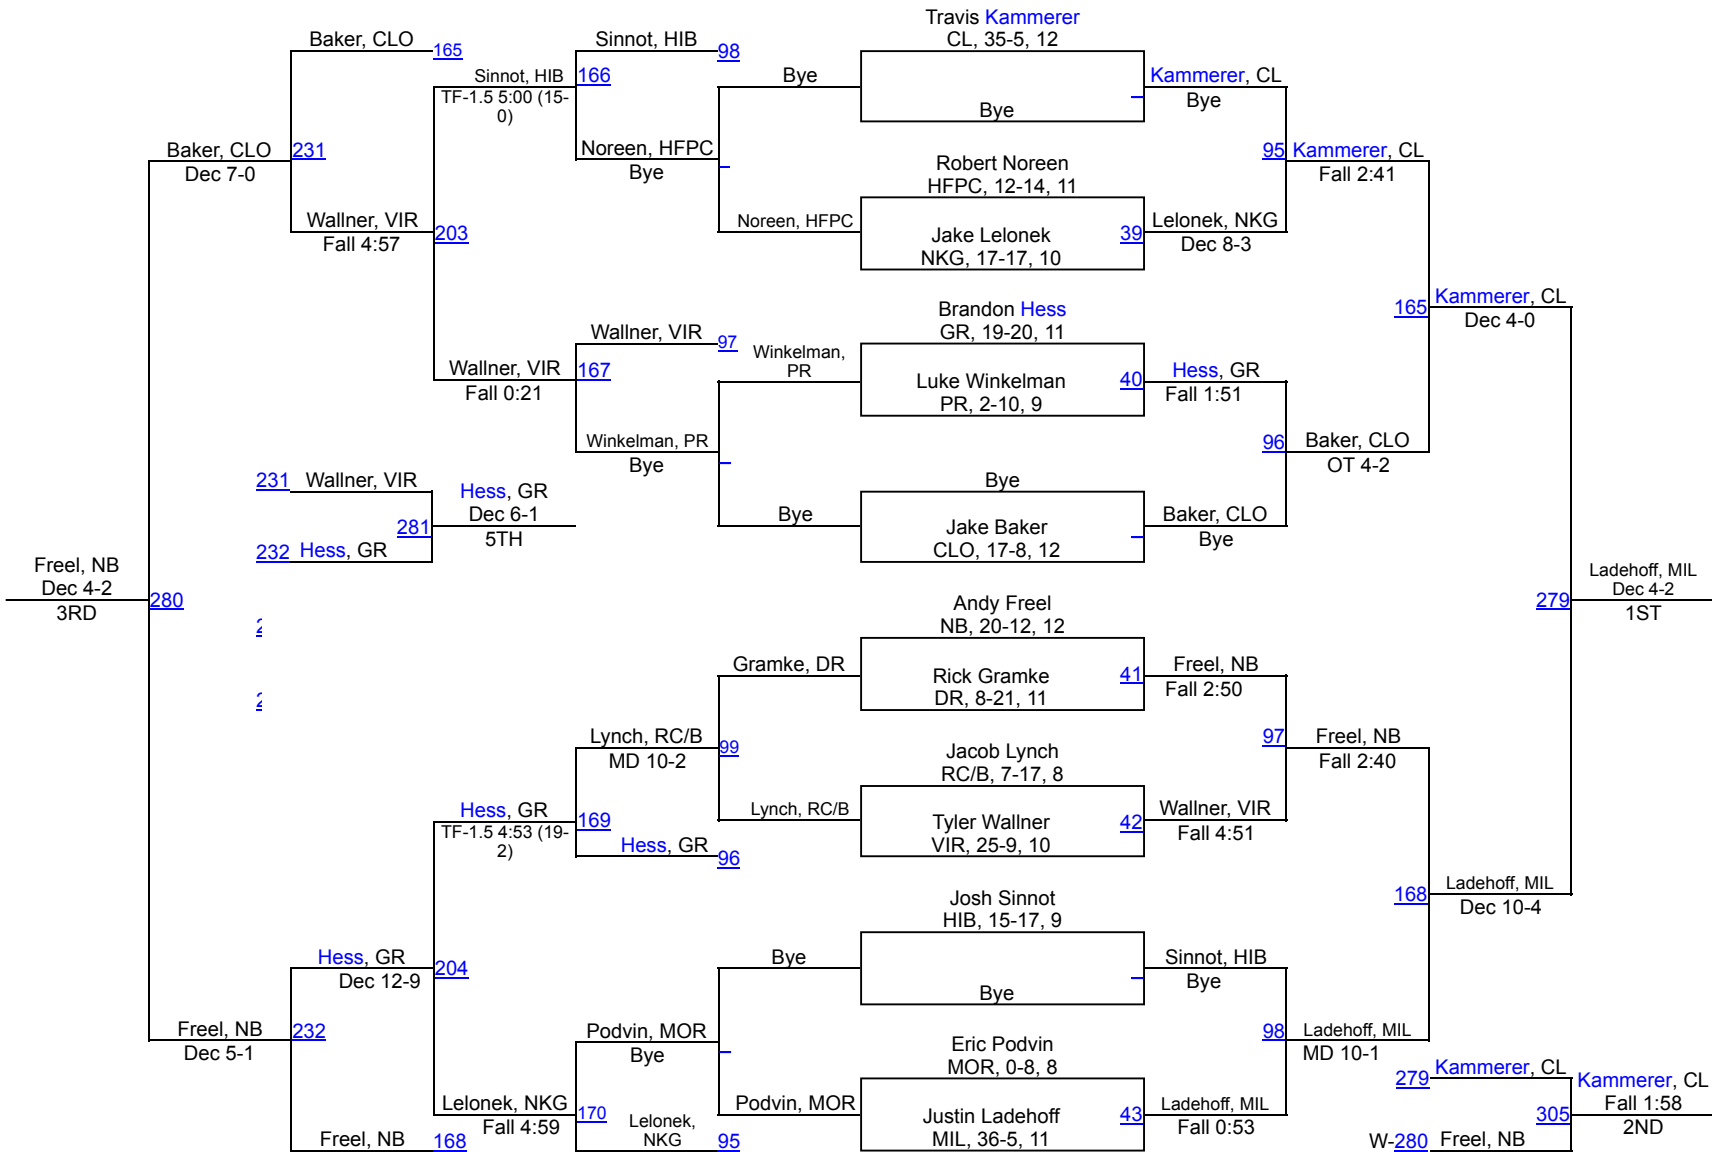 Travis Kammerer
CL, 35-5, 12
Baker, CLO
165
Sinnot, HIB
98
Sinnot, HIB
166
TF-1.5 5:00 (15-
0)
Bye
Bye
Kammerer, CL
Bye
Baker, CLO
231
Dec 7-0
Noreen, HFPC
Bye
95
Kammerer, CL
Fall 2:41
Robert Noreen
HFPC, 12-14, 11
Wallner, VIR
203
Fall 4:57
Noreen, HFPC
Jake Lelonek
NKG, 17-17, 10
39
Lelonek, NKG
Dec 8-3
Brandon Hess
GR, 19-20, 11
165
Kammerer, CL
Dec 4-0
Wallner, VIR
97
Winkelman,
PR
Wallner, VIR
167
Fall 0:21
Luke Winkelman
PR, 2-10, 9
40
Hess, GR
Fall 1:51
Winkelman, PR
Bye
96
Baker, CLO
OT 4-2
231
Wallner, VIR
Hess, GR
Dec 6-1
281
5TH
232
Hess, GR
Bye
Bye
Jake Baker
CLO, 17-8, 12
Baker, CLO
Bye
Freel, NB
Dec 4-2
280
3RD
Ladehoff, MIL
Dec 4-2
279
1ST
Andy Freel
NB, 20-12, 12
Gramke, DR
Rick Gramke
DR, 8-21, 11
41
Freel, NB
Fall 2:50
Lynch, RC/B
99
MD 10-2
97
Freel, NB
Fall 2:40
Jacob Lynch
RC/B, 7-17, 8
Hess, GR
169
TF-1.5 4:53 (19-
2)
Hess, GR
96
Lynch, RC/B
Tyler Wallner
VIR, 25-9, 10
42
Wallner, VIR
Fall 4:51
Josh Sinnot
HIB, 15-17, 9
168
Ladehoff, MIL
Dec 10-4
Hess, GR
204
Dec 12-9
Bye
Bye
Sinnot, HIB
Bye
Freel, NB
232
Dec 5-1
Podvin, MOR
Bye
98
Ladehoff, MIL
MD 10-1
Eric Podvin
MOR, 0-8, 8
Lelonek, NKG
170
Fall 4:59
Lelonek,
NKG
95
Podvin, MOR
Justin Ladehoff
MIL, 36-5, 11
43
Ladehoff, MIL
Fall 0:53
Freel, NB
168
279
Kammerer, CL
Kammerer, CL
Fall 1:58
305
2ND
W-280
Freel, NB